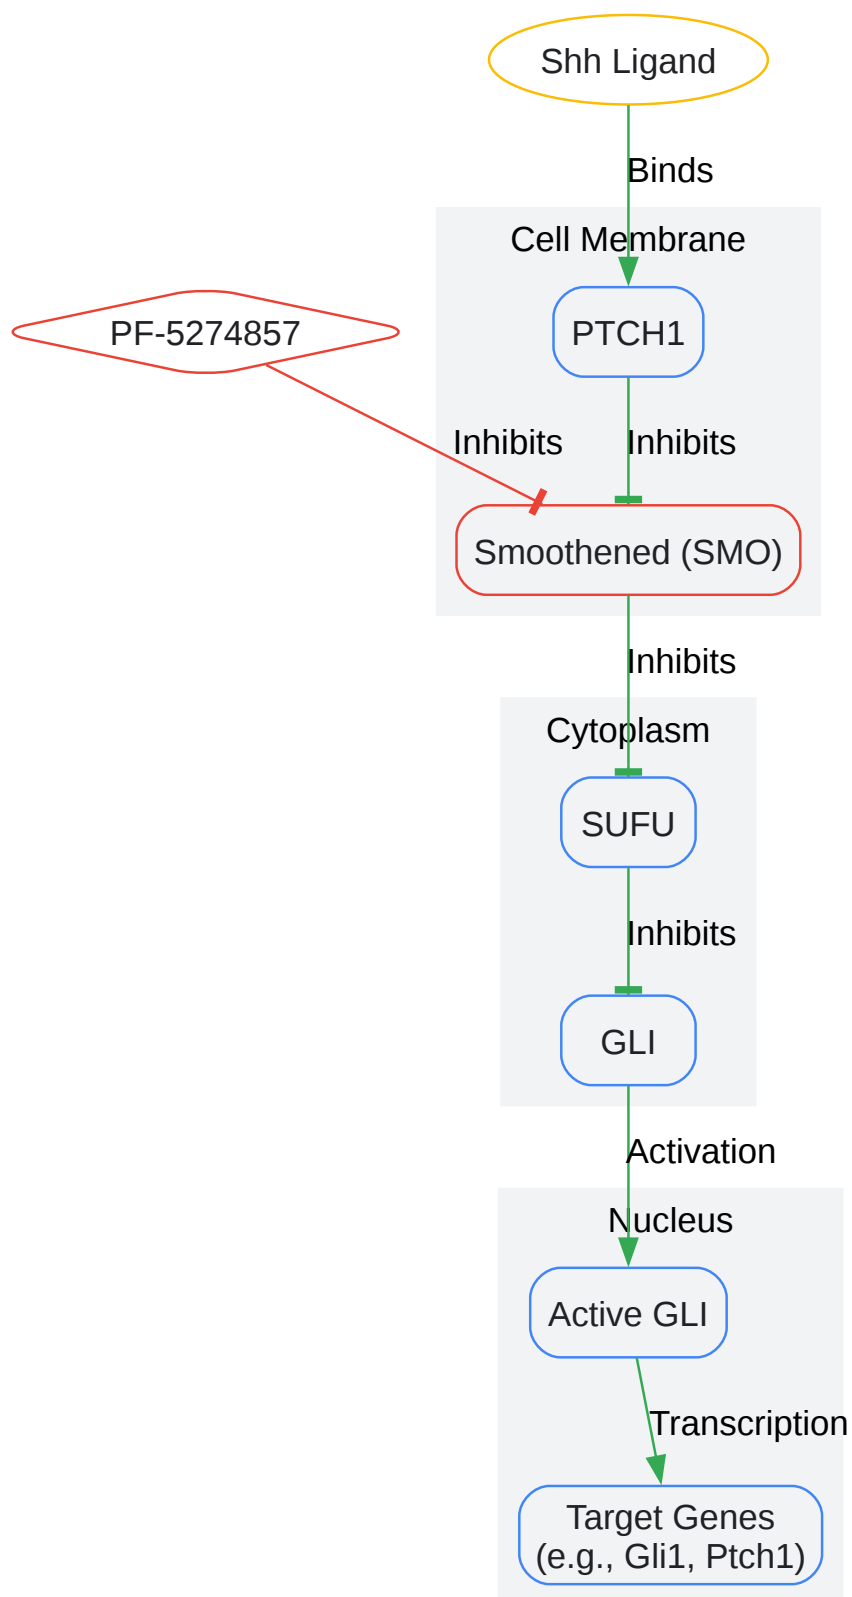 Shh Ligand
Binds
Cell Membrane
PTCH1
PF-5274857
Inhibits
Inhibits
Smoothened (SMO)
Inhibits
Cytoplasm
SUFU
Inhibits
GLI
Activation
Nucleus
Active GLI
Transcription
Target Genes
(e.g., Gli1, Ptch1)